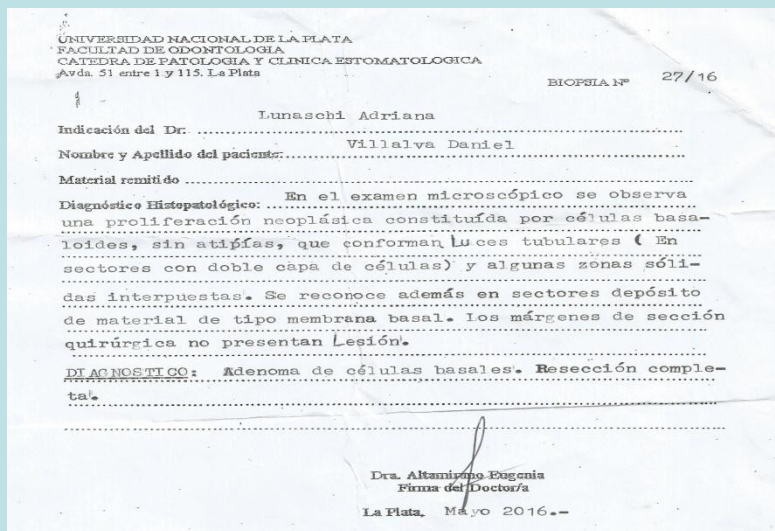 UNIVERSIDAD NACIONAL DE LA PLATA
FACULTAD DE ODONTOLOGIA
CATEDRA DE PATOLOGIA Y CLINICA ESTOMATOLOGICA
Avda. 51 entre 1 y 115. La Plata
BIOPSIA Nº 27/16
Lunaschi Adriana
Indicación del Dr.
Villalva Daniel
Nombre y Apellido del paciente:
Material remitido
Diagnóstico Histopatológico: En el examen microscópico se observa
una proliferación neoplásica constituída por células basa-
loides, sin atipías, que conforman Luces tubulares ( En
sectores con doble capa de células) y algunas zonas sóli-
das interpuestas. Se reconoce además en sectores depósito
de material de tipo membrana basal. Los márgenes de sección
quirúrgica no presentan Lesión.
DIAGNOSTICO: Adenoma de células basales. Resección comple-
ta.
Dra. Altamirano Eugenia
Firma del Doctor/a
La Plata, Mayo 2016.-